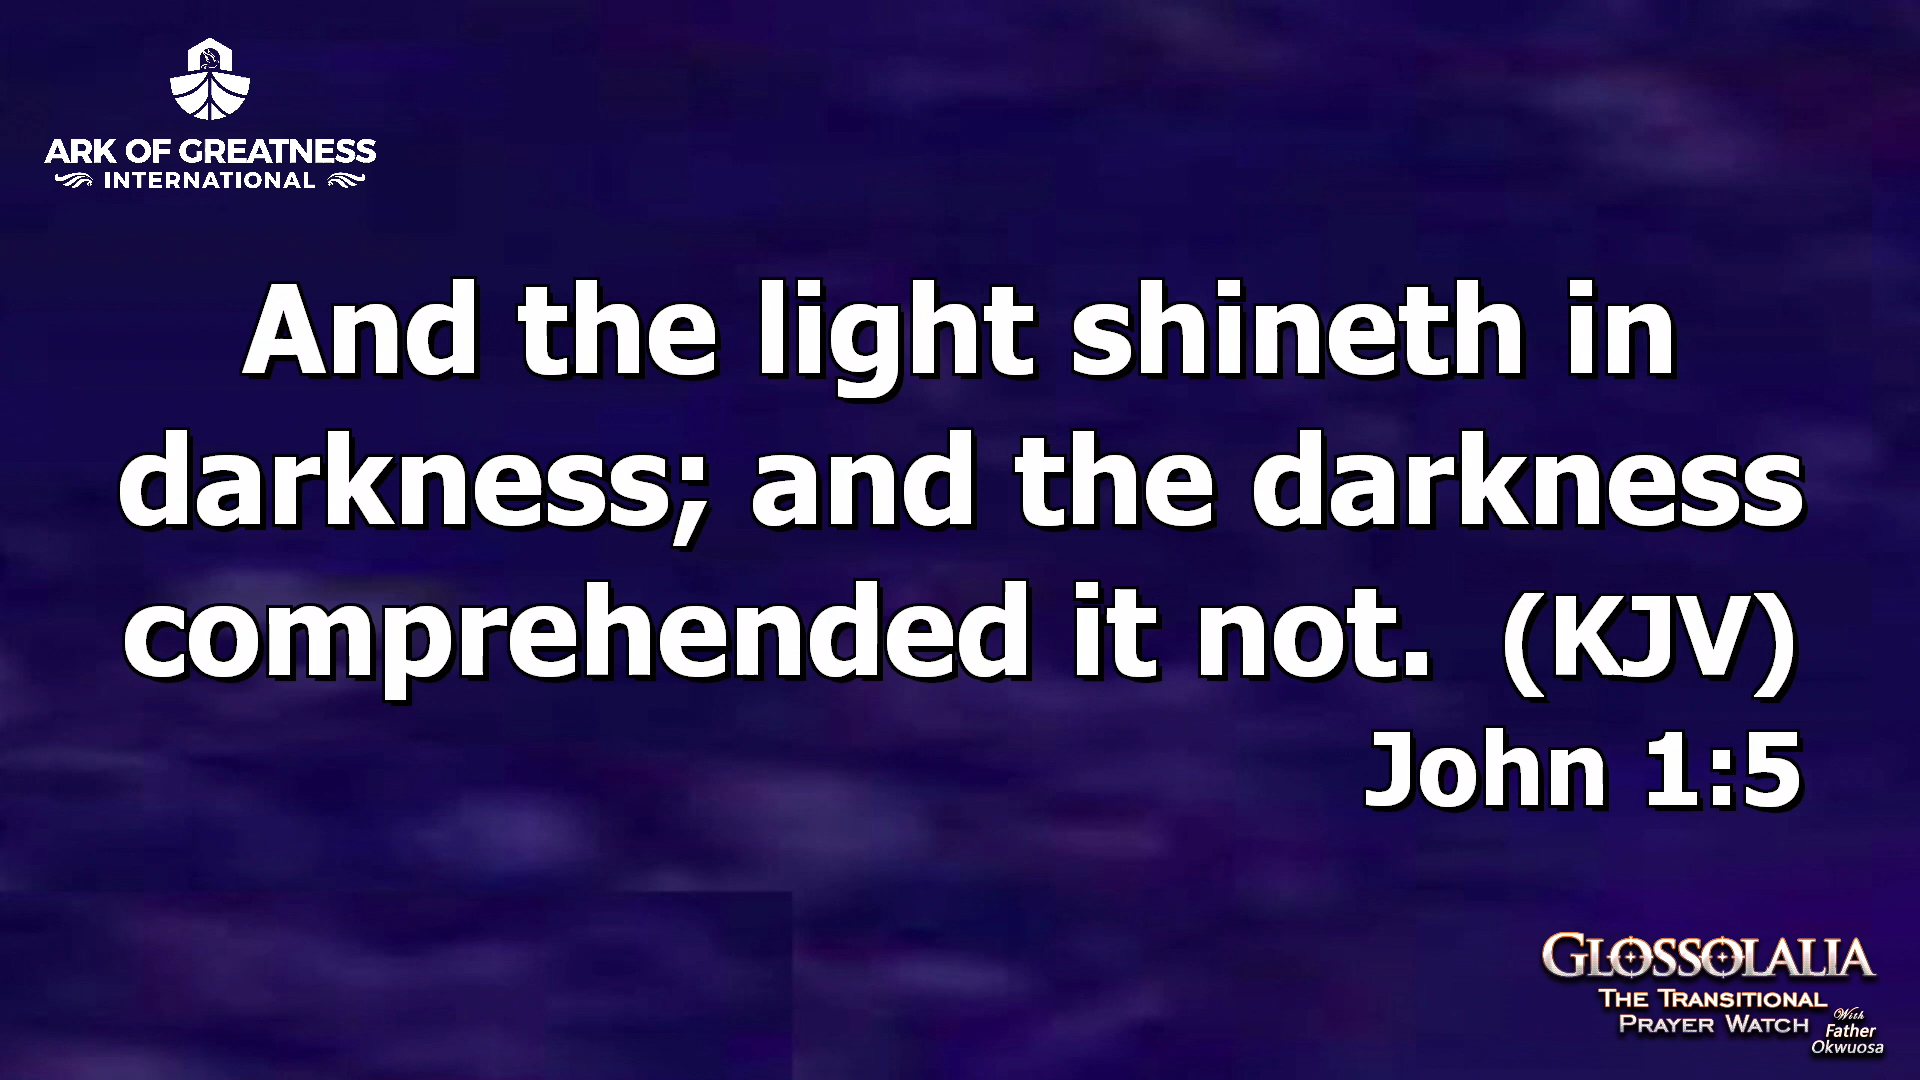 ARK OF GREATNESS
INTERNATIONAL
And the light shineth in
darkness; and the darkness
comprehended it not. (KJV)
John 1:5
GLOSSOLALIA
THE TRANSITIONAL
PRAYER WATCH With
Father
Okwuosa